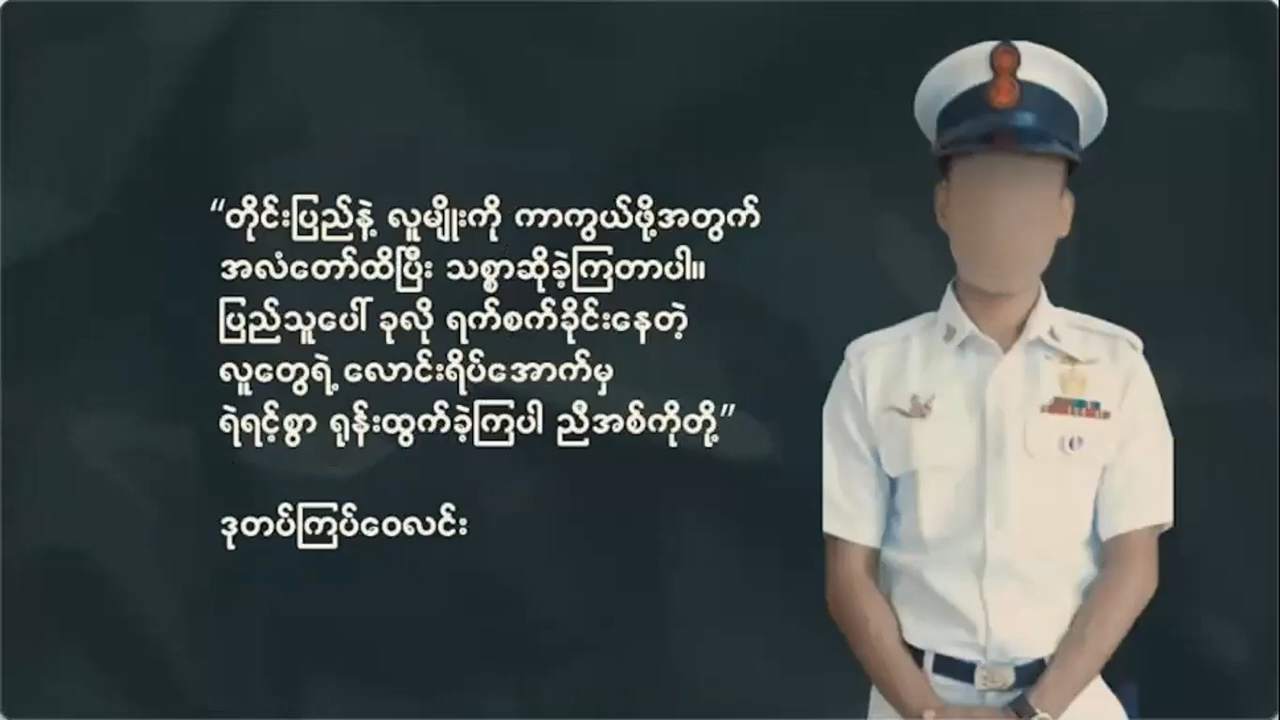 “တိုင်းပြည်နဲ့ လူမျိုးကို ကာကွယ်ဖို့အတွက်
အလံတော်ထိပြီး သစ္စာဆိုခဲ့ကြတာပါ။
ပြည်သူပေါ် ခုလို ရက်စက်ခိုင်းနေတဲ့
လူတွေရဲ့ လောင်းရိပ်အောက်မှ
ရဲရင့်စွာ ရုန်းထွက်ခဲ့ကြပါ ညီအစ်ကိုတို့”
ဒုတပ်ကြပ်ဝေလင်း